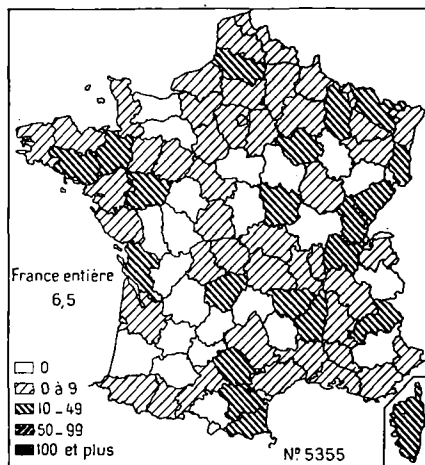 France entière
6,5
0
0 à 9
10 _ 49
50 _ 99
100 et plus
Nº 5355